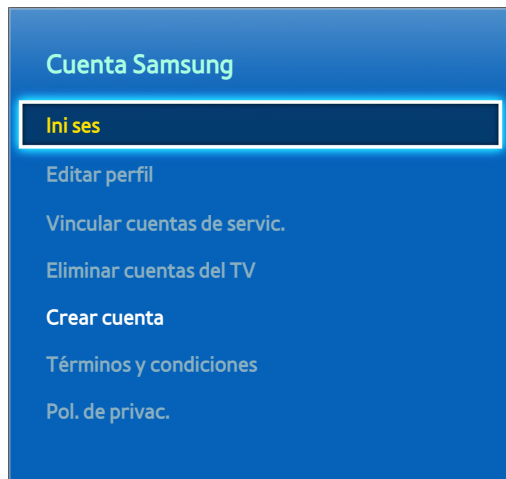 Cuenta Samsung
Ini ses
Editar perfil
Vincular cuentas de servic.
Eliminar cuentas del TV
Crear cuenta
Términos y condiciones
Pol. de privac.